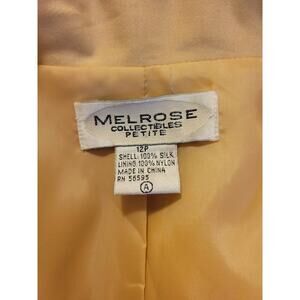 MELROSE
COLLECTIBLES
PETITE
12P
SHELL: 100% SILK
LINING: 100% NYLON
MADE IN CHINA
RN 56595
A